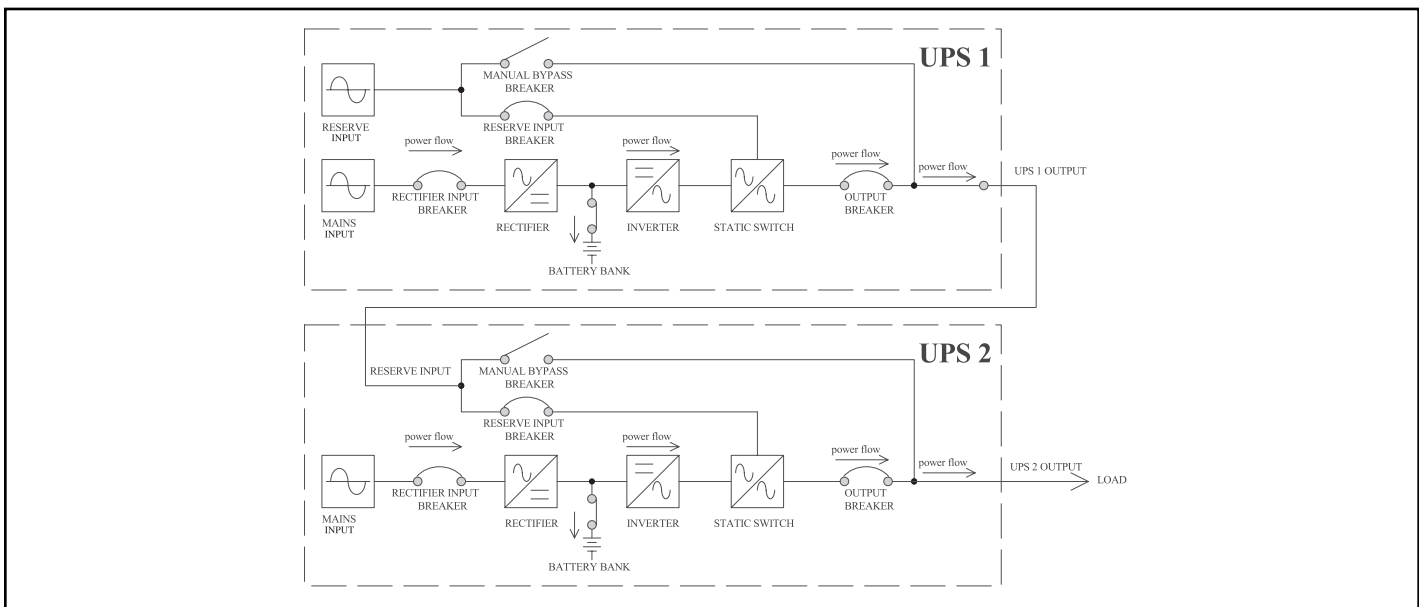 UPS 1
MANUAL BYPASS
BREAKER
RESERVE
INPUT
RESERVE INPUT
BREAKER
power flow
power flow
power flow
power flow
UPS 1 OUTPUT
MAINS
INPUT
RECTIFIER INPUT
BREAKER
RECTIFIER
INVERTER
STATIC SWITCH
OUTPUT
BREAKER
BATTERY BANK
UPS 2
RESERVE INPUT
MANUAL BYPASS
BREAKER
RESERVE INPUT
BREAKER
power flow
power flow
power flow
power flow
UPS 2 OUTPUT
LOAD
MAINS
INPUT
RECTIFIER INPUT
BREAKER
RECTIFIER
INVERTER
STATIC SWITCH
OUTPUT
BREAKER
BATTERY BANK